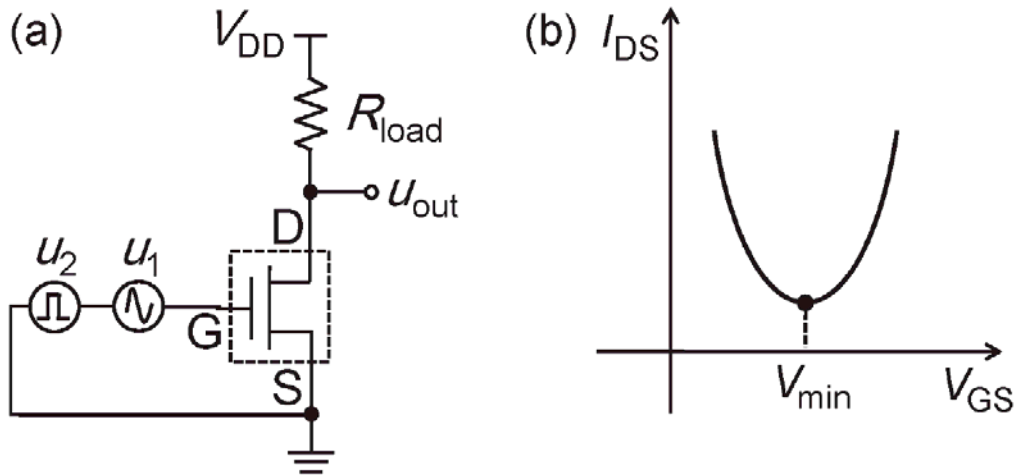 (a)
V_DD
R_load
u_out
D
u_2 u_1
G
S
(b) I_DS
V_min
V_GS